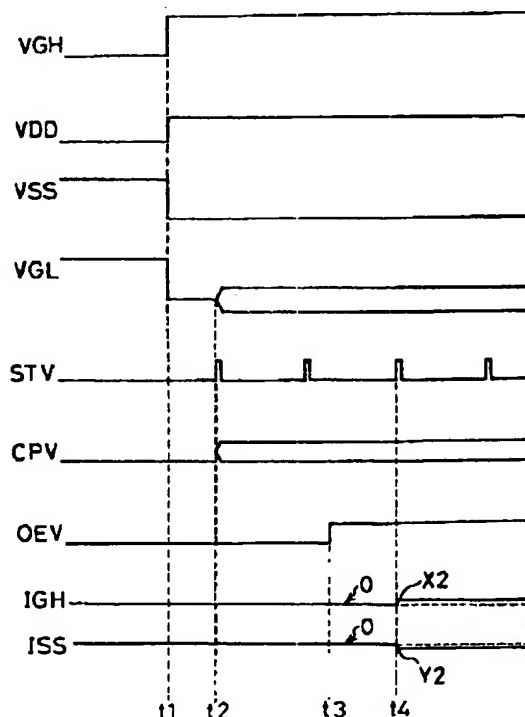 VGH
VDD
VSS
VGL
STV
CPV
OEV
IGH 0 X2
ISS 0 Y2
t1 t2 t3 t4